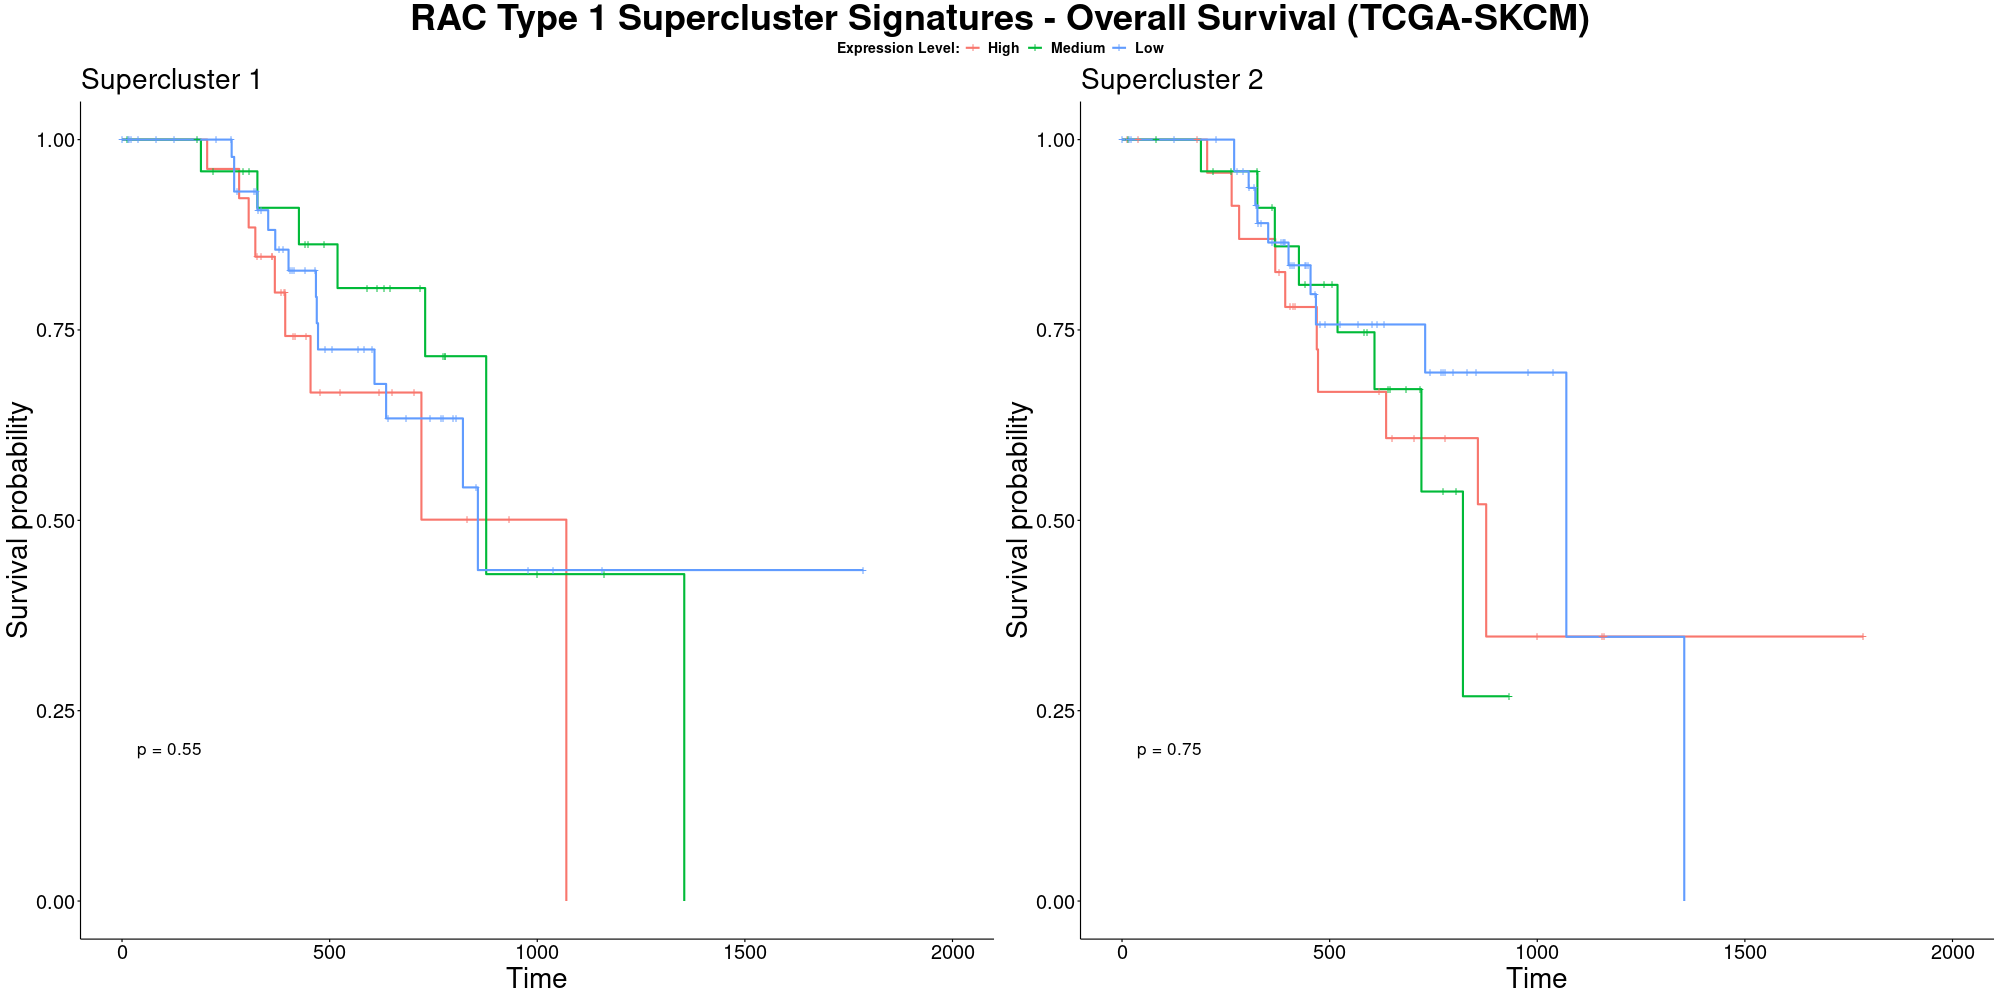 RAC Type 1 Supercluster Signatures - Overall Survival (TCGA-SKCM)
Expression Level: High Medium Low
Supercluster 1
Survival probability
1.00
0.75
0.50
0.25
0.00
p = 0.55
0 500 1000 1500 2000
Time
Supercluster 2
Survival probability
1.00
0.75
0.50
0.25
0.00
p = 0.75
0 500 1000 1500 2000
Time